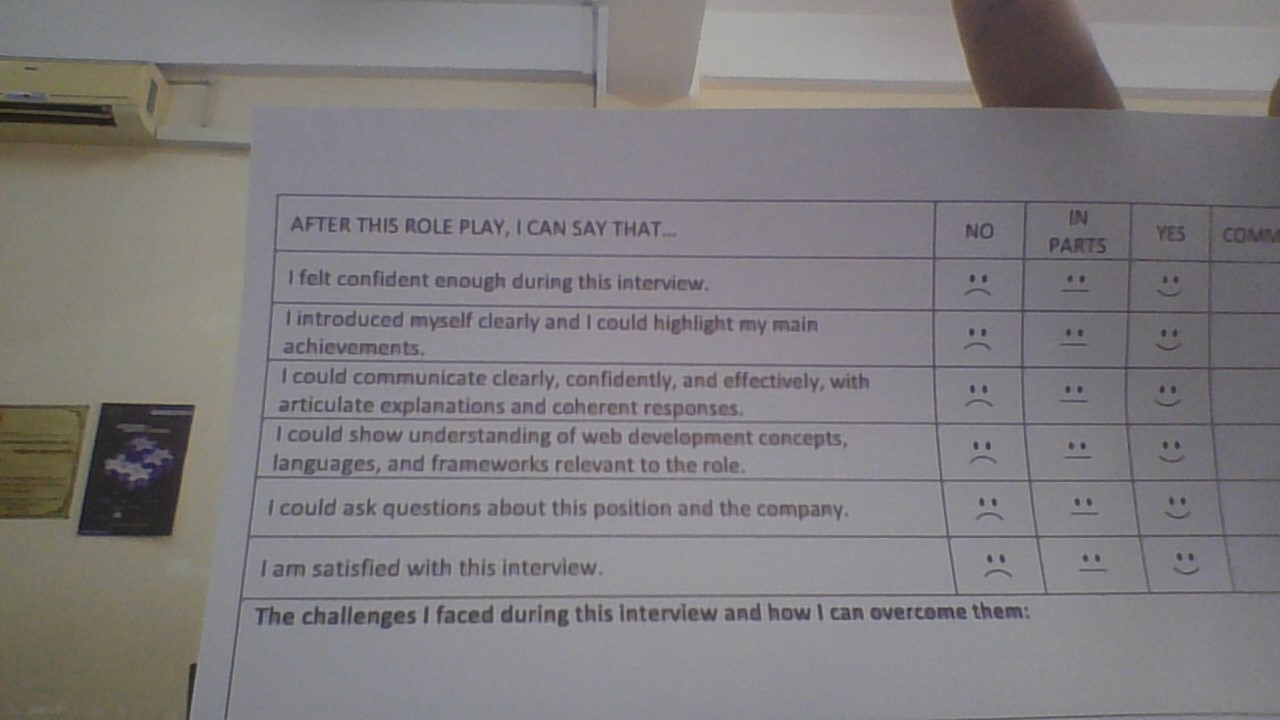 AFTER THIS ROLE PLAY, I CAN SAY THAT... NO IN PARTS YES
I felt confident enough during this interview.
I introduced myself clearly and I could highlight my main
achievements.
I could communicate clearly, confidently, and effectively, with
articulate explanations and coherent responses.
I could show understanding of web development concepts,
languages, and frameworks relevant to the role.
I could ask questions about this position and the company.
I am satisfied with this interview.
The challenges I faced during this interview and how I can overcome them: